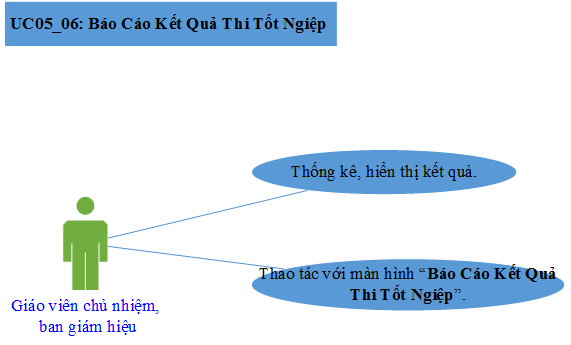 UC05_06: Báo Cáo Kết Quả Thi Tốt Ngiệp
Thống kê, hiển thị kết quả.
Thao tác với màn hình “Báo Cáo Kết Quả
Thi Tốt Ngiệp”.
Giáo viên chủ nhiệm,
ban giám hiệu